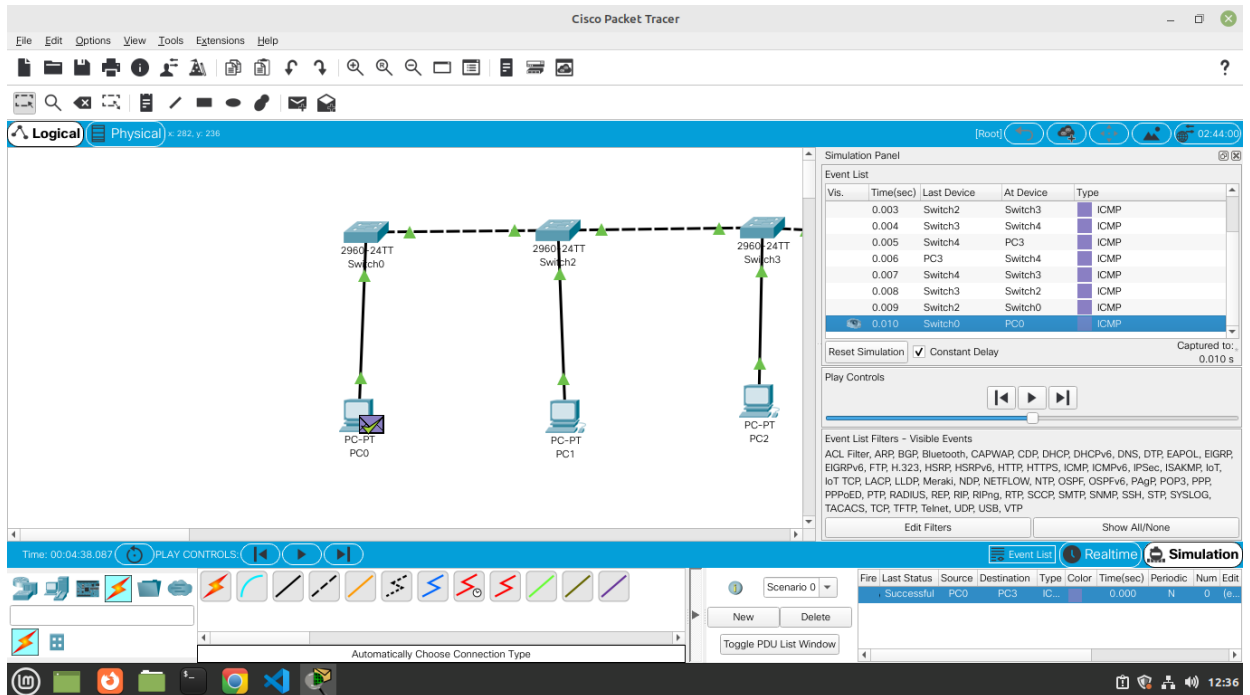 Cisco Packet Tracer
File Edit Options View Tools Extensions Help
?
Logical Physical x: 282, y: 236 [Root] 02:44:00
Simulation Panel
Event List
Vis. Time(sec) Last Device At Device Type
0.003 Switch2 Switch3 ICMP
0.004 Switch3 Switch4 ICMP
0.005 Switch4 PC3 ICMP
0.006 PC3 Switch4 ICMP
0.007 Switch4 Switch3 ICMP
0.008 Switch3 Switch2 ICMP
0.009 Switch2 Switch0 ICMP
0.010 Switch0 PC0 ICMP
Reset Simulation Constant Delay Captured to:
0.010 s
Play Controls
Event List Filters - Visible Events
ACL Filter, ARP, BGP, Bluetooth, CAPWAP, CDP, DHCP, DHCPv6, DNS, DTP, EAPOL, EIGRP,
EIGRPv6, FTP, H.323, HSRP, HSRPv6, HTTP, HTTPS, ICMP, ICMPv6, IPSec, ISAKMP, IoT,
IoT TCP, LACP, LLDP, Meraki, NDP, NETFLOW, NTP, OSPF, OSPFv6, PAgP, POP3, PPP,
PPPoED, PTP, RADIUS, REP, RIP, RIPng, RTP, SCCP, SMTP, SNMP, SSH, STP, SYSLOG,
TACACS, TCP, TFTP, Telnet, UDP, USB, VTP
Edit Filters Show All/None
2960-24TT
Switch0
2960-24TT
Switch2
2960-24TT
Switch3
PC-PT
PC0
PC-PT
PC1
PC-PT
PC2
Time: 00:04:38.087 PLAY CONTROLS: Event List Realtime Simulation
Automatically Choose Connection Type
Scenario 0
New Delete
Toggle PDU List Window
Fire Last Status Source Destination Type Color Time(sec) Periodic Num Edit
Successful PC0 PC3 IC... 0.000 N 0 (e...
12:36